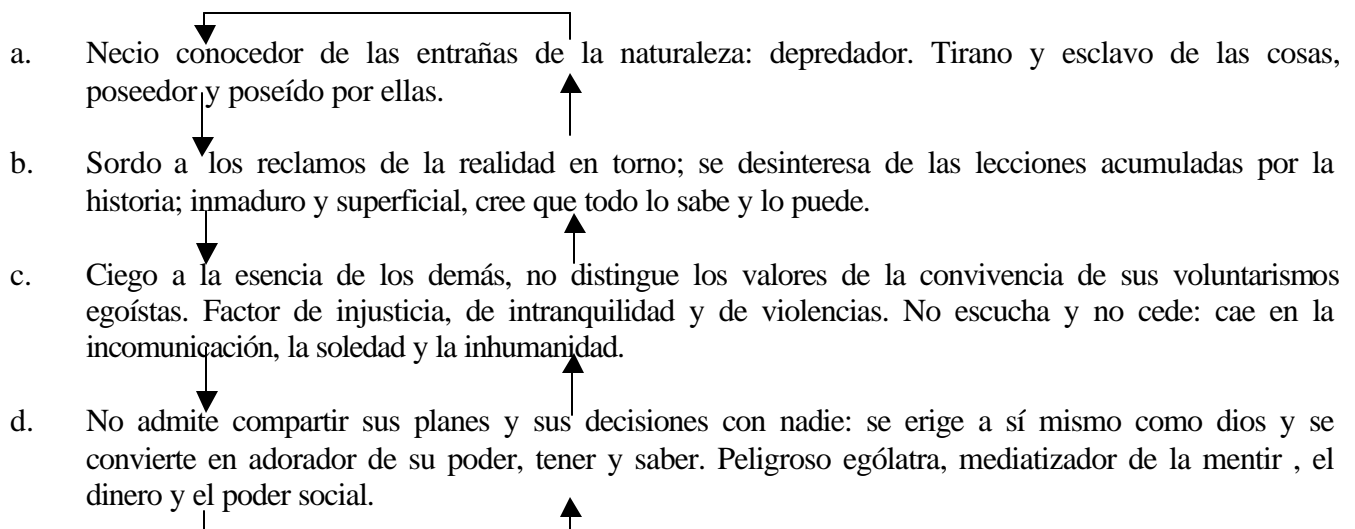 a. Necio conocedor de las entrañas de la naturaleza: depredador. Tirano y esclavo de las cosas,
poseedor y poseído por ellas.
b. Sordo a los reclamos de la realidad en torno; se desinteresa de las lecciones acumuladas por la
historia; inmaduro y superficial, cree que todo lo sabe y lo puede.
c. Ciego a la esencia de los demás, no distingue los valores de la convivencia de sus voluntarismos
egoístas. Factor de injusticia, de intranquilidad y de violencias. No escucha y no cede: cae en la
incomunicación, la soledad y la inhumanidad.
d. No admite compartir sus planes y sus decisiones con nadie: se erige a sí mismo como dios y se
convierte en adorador de su poder, tener y saber. Peligroso ególatra, mediatizador de la mentir , el
dinero y el poder social.